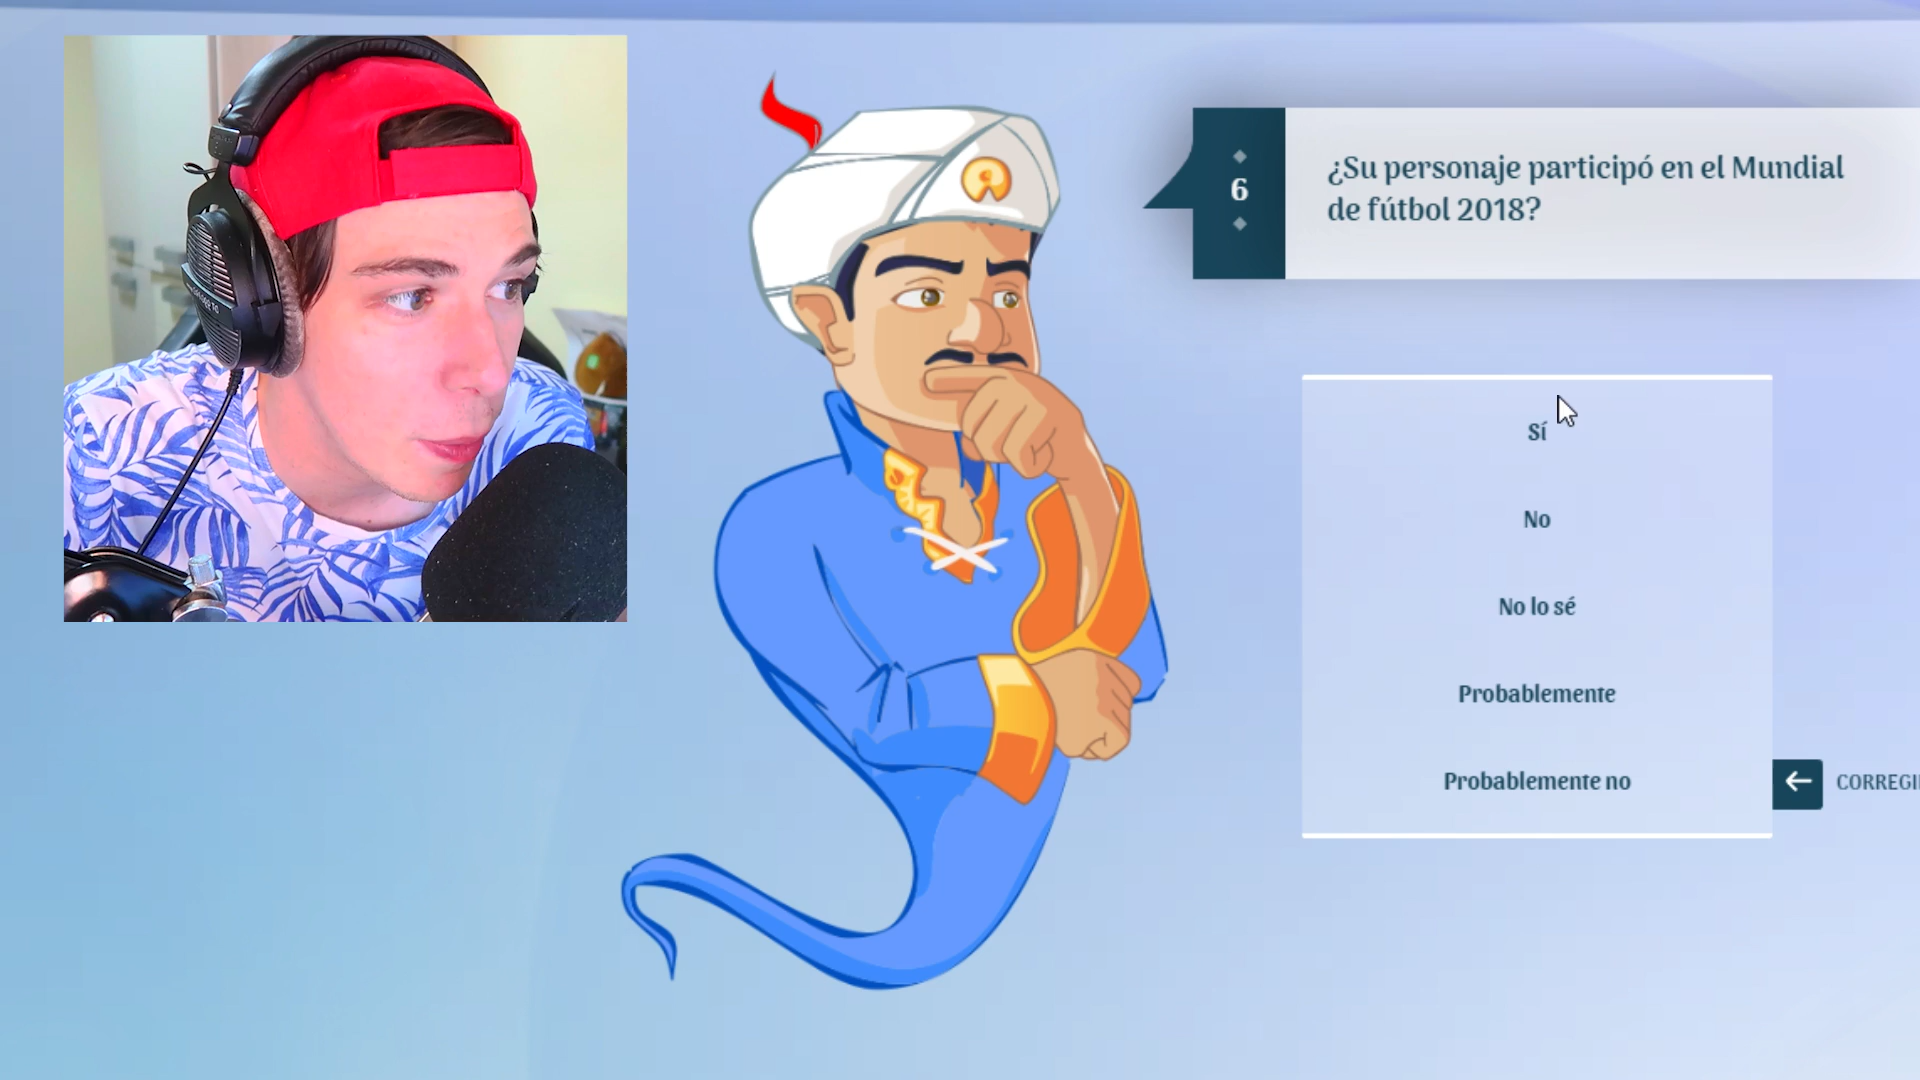 6
¿Su personaje participó en el Mundial
de fútbol 2018?
Sí
No
No lo sé
Probablemente
Probablemente no
CORREGI